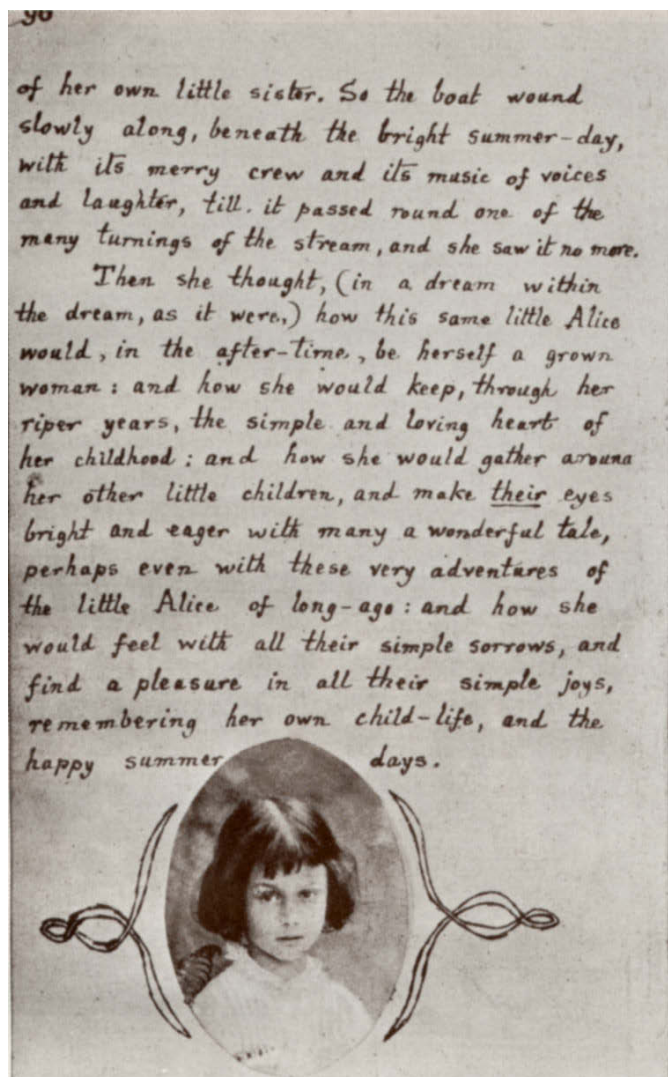 90
of her own little sister. So the boat wound
slowly along, beneath the bright summer-day,
with its merry crew and its music of voices
and laughter, till it passed round one of the
many turnings of the stream, and she saw it no more.
Then she thought, (in a dream within
the dream, as it were,) how this same little Alice
would, in the after-time, be herself a grown
woman: and how she would keep, through her
riper years, the simple and loving heart of
her childhood: and how she would gather around
her other little children, and make their eyes
bright and eager with many a wonderful tale,
perhaps even with these very adventures of
the little Alice of long-ago: and how she
would feel with all their simple sorrows, and
find a pleasure in all their simple joys,
remembering her own child-life, and the
happy summer days.